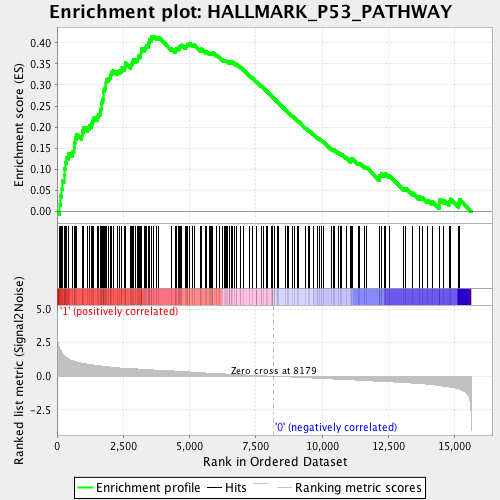 Enrichment plot: HALLMARK_P53_PATHWAY
Enrichment score (ES)
0.40
0.35
0.30
0.25
0.20
0.15
0.10
0.05
0.00
'1' (positively correlated)
Ranked list metric (Signal2Noise)
5.0
2.5
0.0
-2.5
Zero cross at 8179
'0' (negatively correlated)
0 2,500 5,000 7,500 10,000 12,500 15,000
Rank in Ordered Dataset
Enrichment profile Hits Ranking metric scores